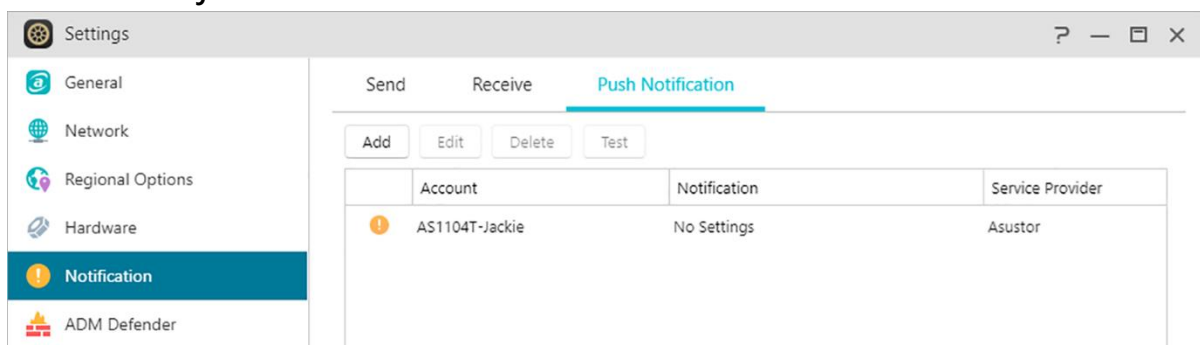 Settings
General
Network
Regional Options
Hardware
Notification
ADM Defender
Send Receive Push Notification
Add Edit Delete Test
Account Notification Service Provider
AS1104T-Jackie No Settings Asustor